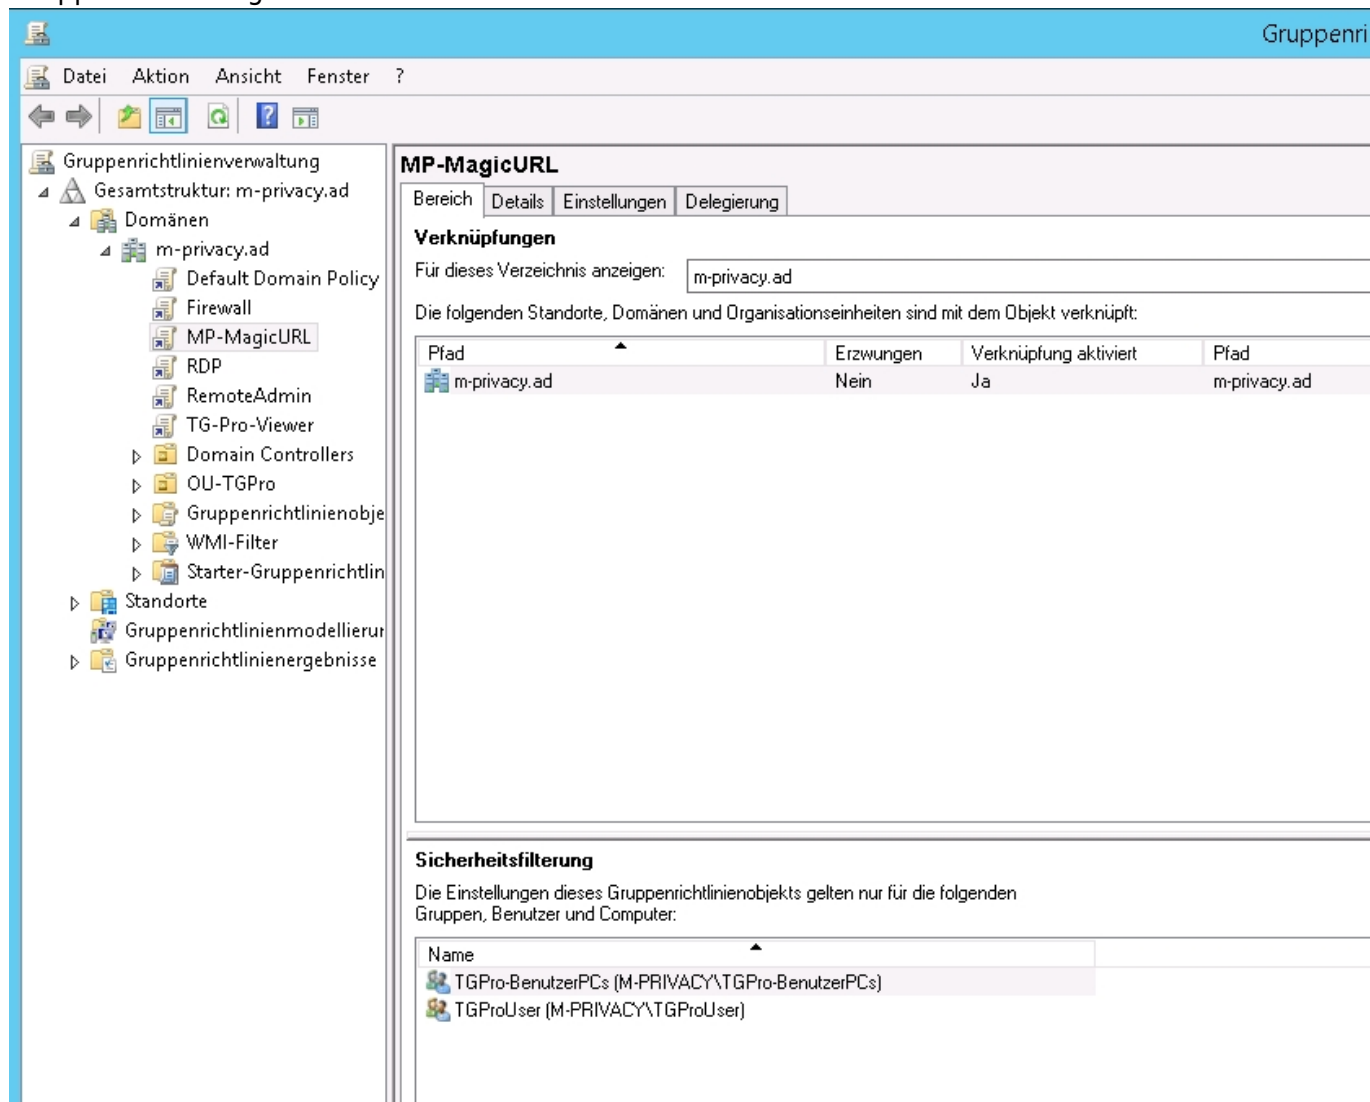 Gruppenri
Datei Aktion Ansicht Fenster ?
Gruppenrichtlinienverwaltung
Gesamtstruktur: m-privacy.ad
Domänen
m-privacy.ad
Default Domain Policy
Firewall
MP-MagicURL
RDP
RemoteAdmin
TG-Pro-Viewer
Domain Controllers
OU-TGPro
Gruppenrichtlinienobje
WMI-Filter
Starter-Gruppenrichtlin
Standorte
Gruppenrichtlinienmodellierur
Gruppenrichtlinienergebnisse
MP-MagicURL
Bereich Details Einstellungen Delegierung
Verknüpfungen
Für dieses Verzeichnis anzeigen: m-privacy.ad
Die folgenden Standorte, Domänen und Organisationseinheiten sind mit dem Objekt verknüpft:
Pfad Erzwungen Verknüpfung aktiviert Pfad
m-privacy.ad Nein Ja m-privacy.ad
Sicherheitsfilterung
Die Einstellungen dieses Gruppenrichtlinienobjekts gelten nur für die folgenden
Gruppen, Benutzer und Computer:
Name
TGPro-BenutzerPCs (M-PRIVACY\TGPro-BenutzerPCs)
TGProUser (M-PRIVACY\TGProUser)